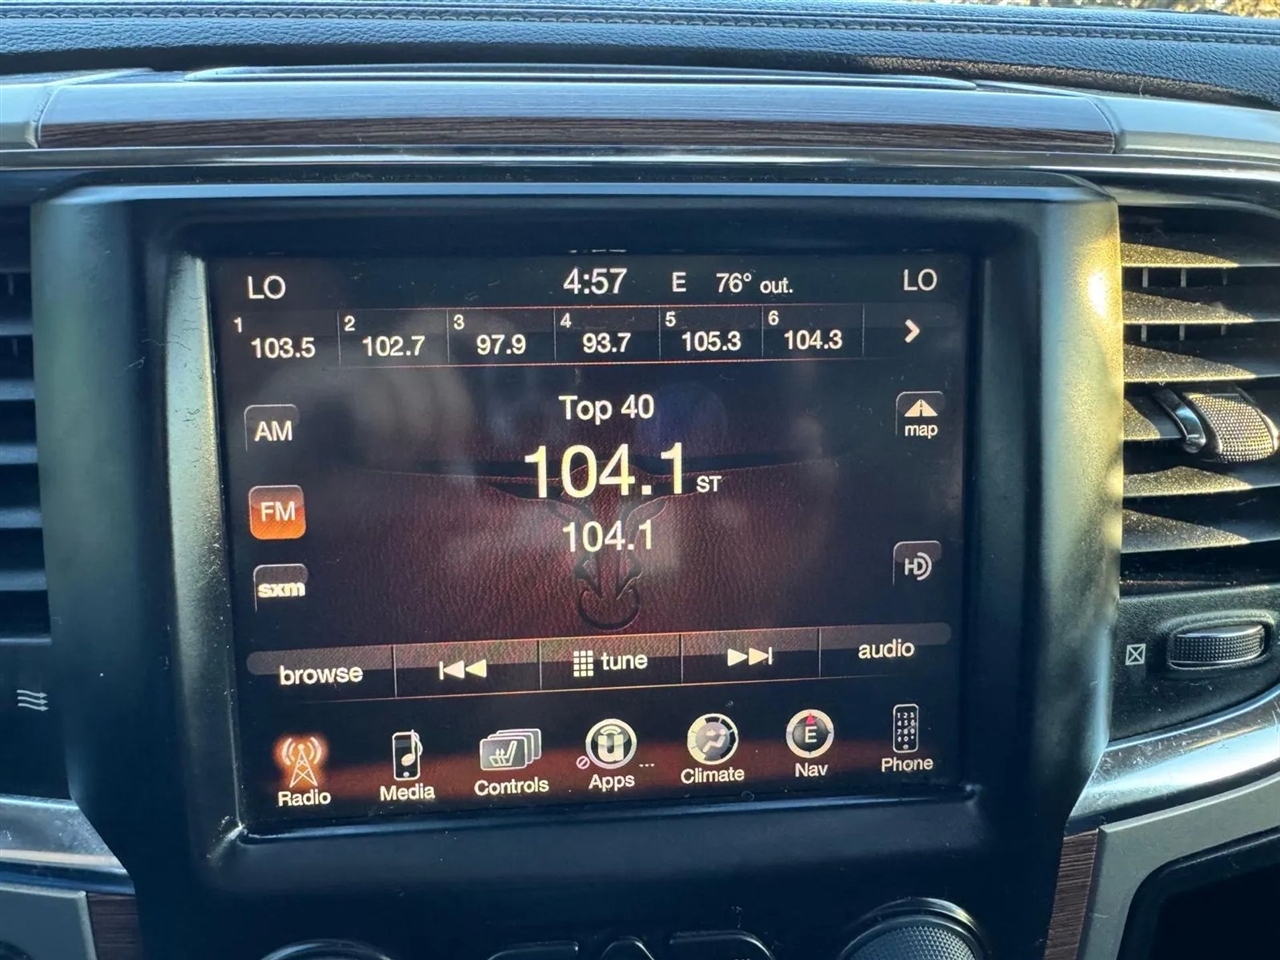 LO 4:57 E 76° out. LO
1 2 3 4 5 6
103.5 102.7 97.9 93.7 105.3 104.3
Top 40
AM
map
104.1 ST
FM
104.1
HD
sxm
browse tune audio
Radio Media Controls Apps ... Climate Nav Phone
u E